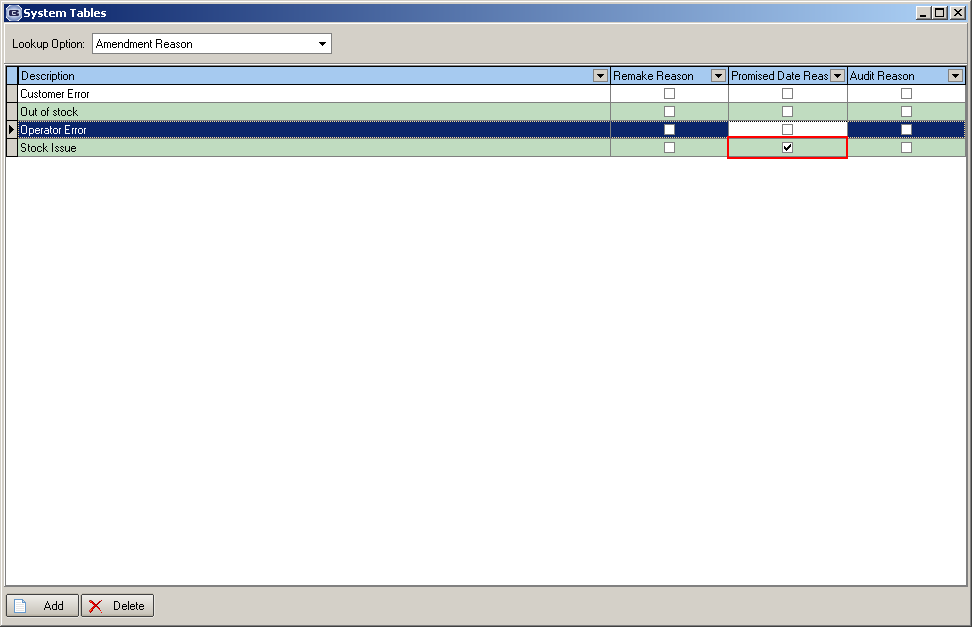 System Tables
Lookup Option: Amendment Reason
Description Remake Reason Promised Date Reas Audit Reason
Customer Error
Out of stock
Operator Error
Stock Issue
Add Delete